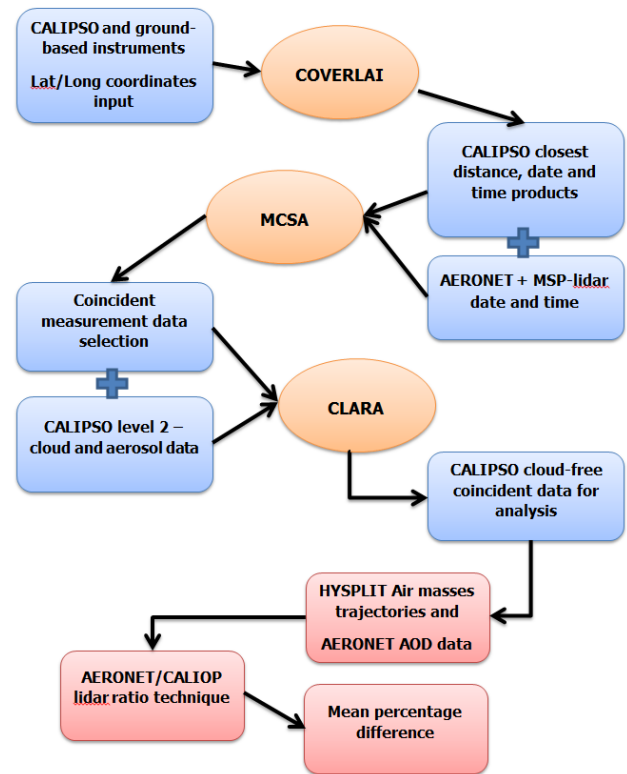 CALIPSO and ground-
based instruments
Lat/Long coordinates
input
COVERLAI
CALIPSO closest
distance, date and
time products
MCSA
AERONET + MSP-lidar
date and time
Coincident
measurement data
selection
CALIPSO level 2 –
cloud and aerosol data
CLARA
CALIPSO cloud-free
coincident data for
analysis
HYSPLIT Air masses
trajectories and
AERONET AOD data
AERONET/CALIOP
lidar ratio technique
Mean percentage
difference